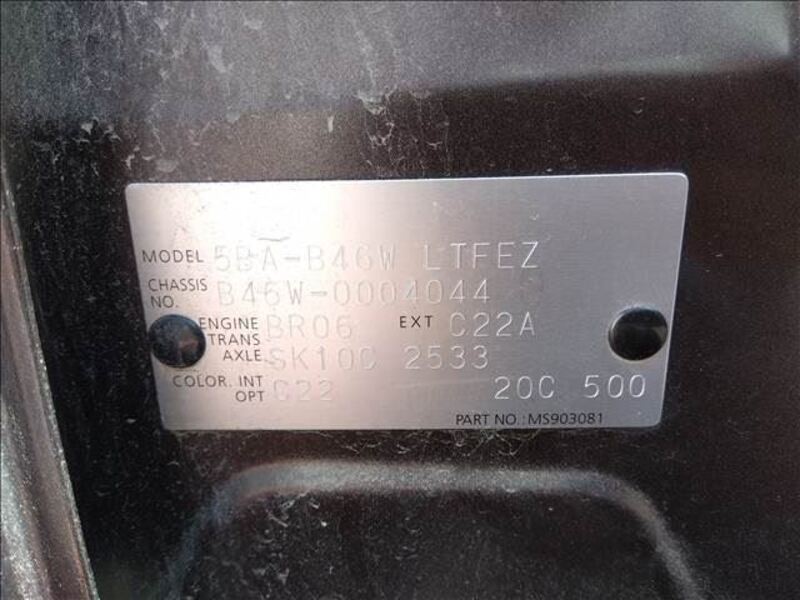 MODEL 5BA-B46W LTFEZ
CHASSIS NO. B46W-0004044
ENGINE BR06 EXT C22A
TRANS AXLE SK10C 2533
COLOR. INT OPT C22 20C 500
PART NO.: MS903081